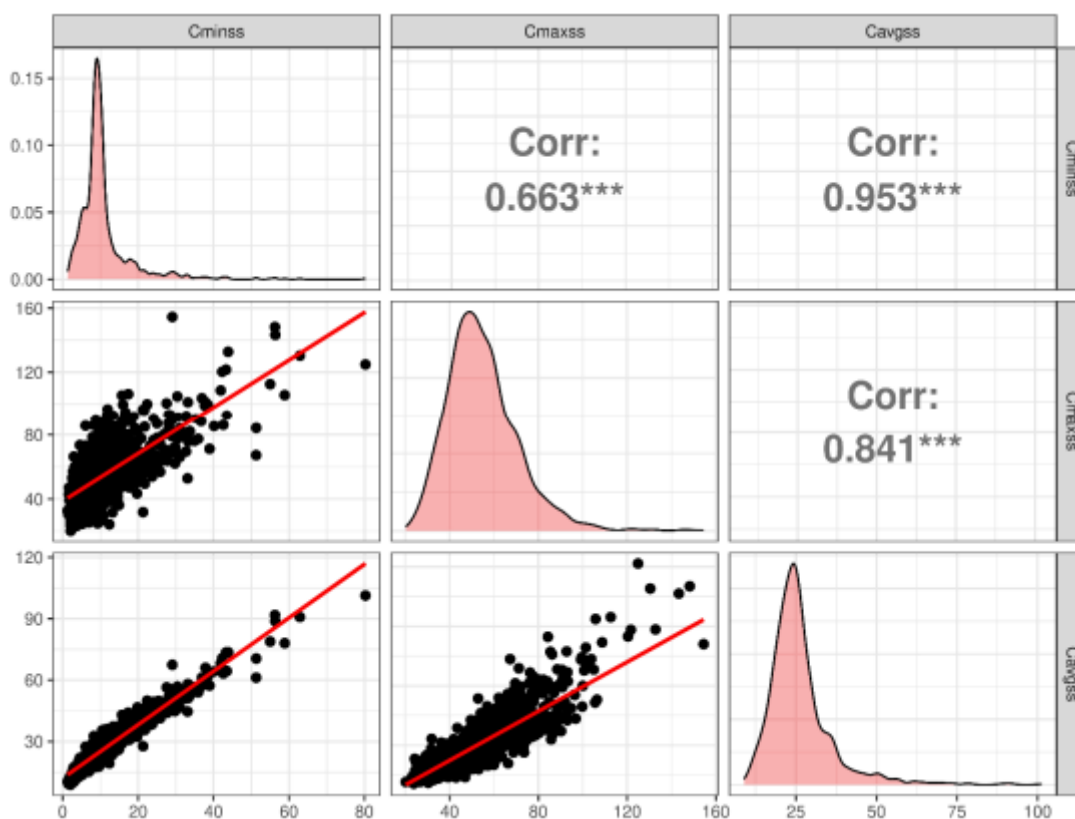 Cminss Cmaxss Cavgss
0.15
0.10
0.05
0.00
Corr:
0.663***
Corr:
0.953***
Cminss
160
120
80
40
Corr:
0.841***
Cmaxss
120
90
60
30
Cavgss
0 20 40 60 80
40 80 120 160
25 50 75 100